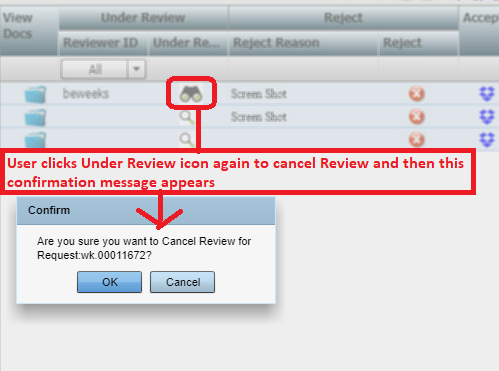 View Docs Under Review Reject Accep
Reviewer ID Under Re... Reject Reason Reject
All
beweeks Screen Shot
Screen Shot
User clicks Under Review icon again to cancel Review and then this
confirmation message appears
Confirm
Are you sure you want to Cancel Review for
Request:wk.00011672?
OK Cancel